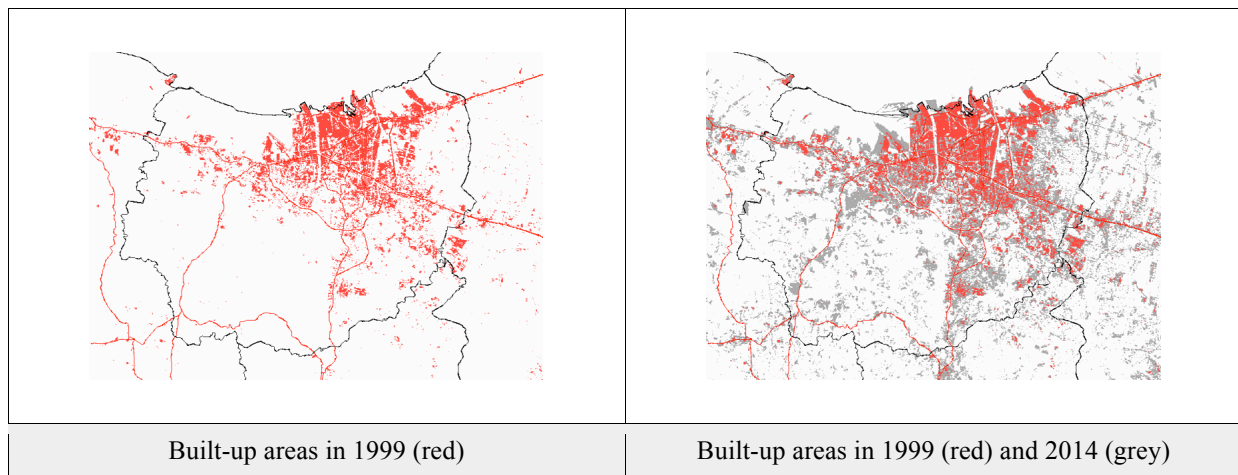 Built-up areas in 1999 (red)
Built-up areas in 1999 (red) and 2014 (grey)